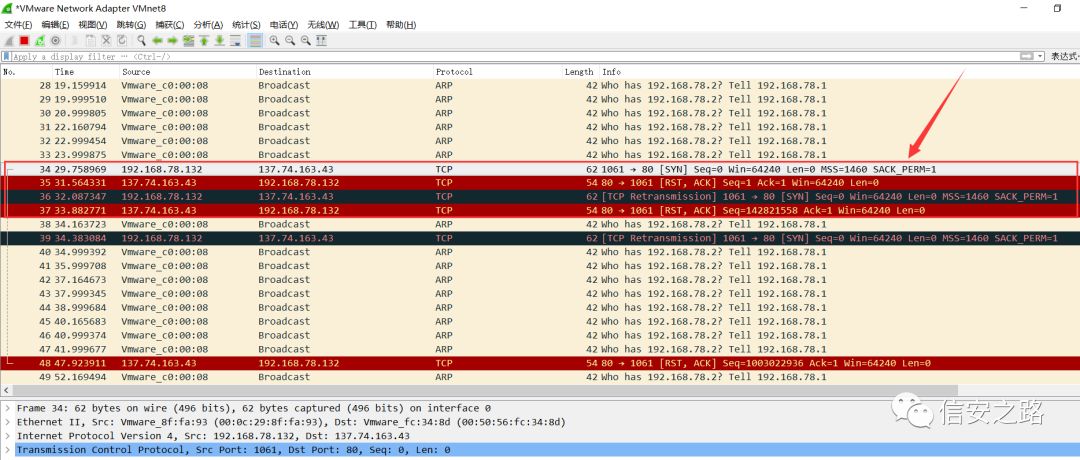 *VMware Network Adapter VMnet8
文件(F) 编辑(E) 视图(V) 跳转(G) 捕获(C) 分析(A) 统计(S) 电话(Y) 无线(W) 工具(T) 帮助(H)
Apply a display filter … <Ctrl-/> 表达式…
No. Time Source Destination Protocol Length Info
28 19.159914 Vmware_c0:00:08 Broadcast ARP 42 Who has 192.168.78.2? Tell 192.168.78.1
29 19.999510 Vmware_c0:00:08 Broadcast ARP 42 Who has 192.168.78.2? Tell 192.168.78.1
30 20.999805 Vmware_c0:00:08 Broadcast ARP 42 Who has 192.168.78.2? Tell 192.168.78.1
31 22.160794 Vmware_c0:00:08 Broadcast ARP 42 Who has 192.168.78.2? Tell 192.168.78.1
32 22.999454 Vmware_c0:00:08 Broadcast ARP 42 Who has 192.168.78.2? Tell 192.168.78.1
33 23.999875 Vmware_c0:00:08 Broadcast ARP 42 Who has 192.168.78.2? Tell 192.168.78.1
34 29.758969 192.168.78.132 137.74.163.43 TCP 62 1061 → 80 [SYN] Seq=0 Win=64240 Len=0 MSS=1460 SACK_PERM=1
35 31.564331 137.74.163.43 192.168.78.132 TCP 54 80 → 1061 [RST, ACK] Seq=1 Ack=1 Win=64240 Len=0
36 32.087347 192.168.78.132 137.74.163.43 TCP 62 [TCP Retransmission] 1061 → 80 [SYN] Seq=0 Win=64240 Len=0 MSS=1460 SACK_PERM=1
37 33.882771 137.74.163.43 192.168.78.132 TCP 54 80 → 1061 [RST, ACK] Seq=142821558 Ack=1 Win=64240 Len=0
38 34.163723 Vmware_c0:00:08 Broadcast ARP 42 Who has 192.168.78.2? Tell 192.168.78.1
39 34.383084 192.168.78.132 137.74.163.43 TCP 62 [TCP Retransmission] 1061 → 80 [SYN] Seq=0 Win=64240 Len=0 MSS=1460 SACK_PERM=1
40 34.999392 Vmware_c0:00:08 Broadcast ARP 42 Who has 192.168.78.2? Tell 192.168.78.1
41 35.999708 Vmware_c0:00:08 Broadcast ARP 42 Who has 192.168.78.2? Tell 192.168.78.1
42 37.164673 Vmware_c0:00:08 Broadcast ARP 42 Who has 192.168.78.2? Tell 192.168.78.1
43 37.999345 Vmware_c0:00:08 Broadcast ARP 42 Who has 192.168.78.2? Tell 192.168.78.1
44 38.999684 Vmware_c0:00:08 Broadcast ARP 42 Who has 192.168.78.2? Tell 192.168.78.1
45 40.165683 Vmware_c0:00:08 Broadcast ARP 42 Who has 192.168.78.2? Tell 192.168.78.1
46 40.999374 Vmware_c0:00:08 Broadcast ARP 42 Who has 192.168.78.2? Tell 192.168.78.1
47 41.999677 Vmware_c0:00:08 Broadcast ARP 42 Who has 192.168.78.2? Tell 192.168.78.1
48 47.923911 137.74.163.43 192.168.78.132 TCP 54 80 → 1061 [RST, ACK] Seq=1003022936 Ack=1 Win=64240 Len=0
49 52.169494 Vmware_c0:00:08 Broadcast ARP 42 Who has 192.168.78.2? Tell 192.168.78.1
Frame 34: 62 bytes on wire (496 bits), 62 bytes captured (496 bits) on interface 0
Ethernet II, Src: Vmware_8f:fa:93 (00:0c:29:8f:fa:93), Dst: Vmware_fc:34:8d (00:50:56:fc:34:8d)
Internet Protocol Version 4, Src: 192.168.78.132, Dst: 137.74.163.43
Transmission Control Protocol, Src Port: 1061, Dst Port: 80, Seq: 0, Len: 0
信安之路